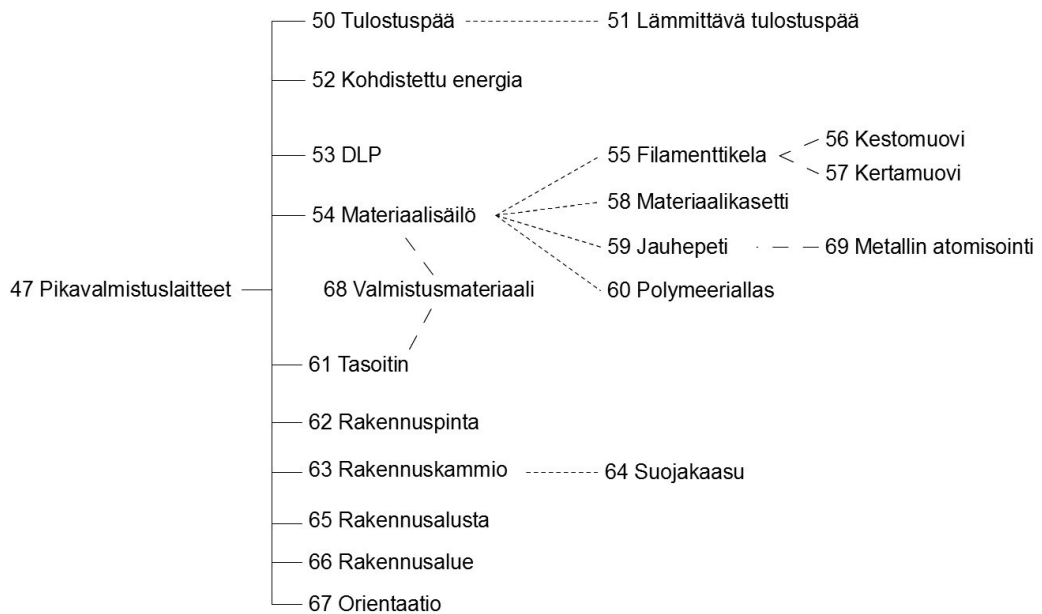 50 Tulostuspää
51 Lämmittävä tulostuspää
52 Kohdistettu energia
53 DLP
55 Filamenttikela
56 Kestomuovi
57 Kertamuovi
54 Materiaalisäilö
58 Materiaalikasetti
59 Jauhepeti
69 Metallin atomisointi
47 Pikavalmistuslaitteet
68 Valmistusmateriaali
60 Polymeeriallas
61 Tasoitin
62 Rakennuspinta
63 Rakennuskammio
64 Suojakaasu
65 Rakennusalusta
66 Rakennusalue
67 Orientaatio